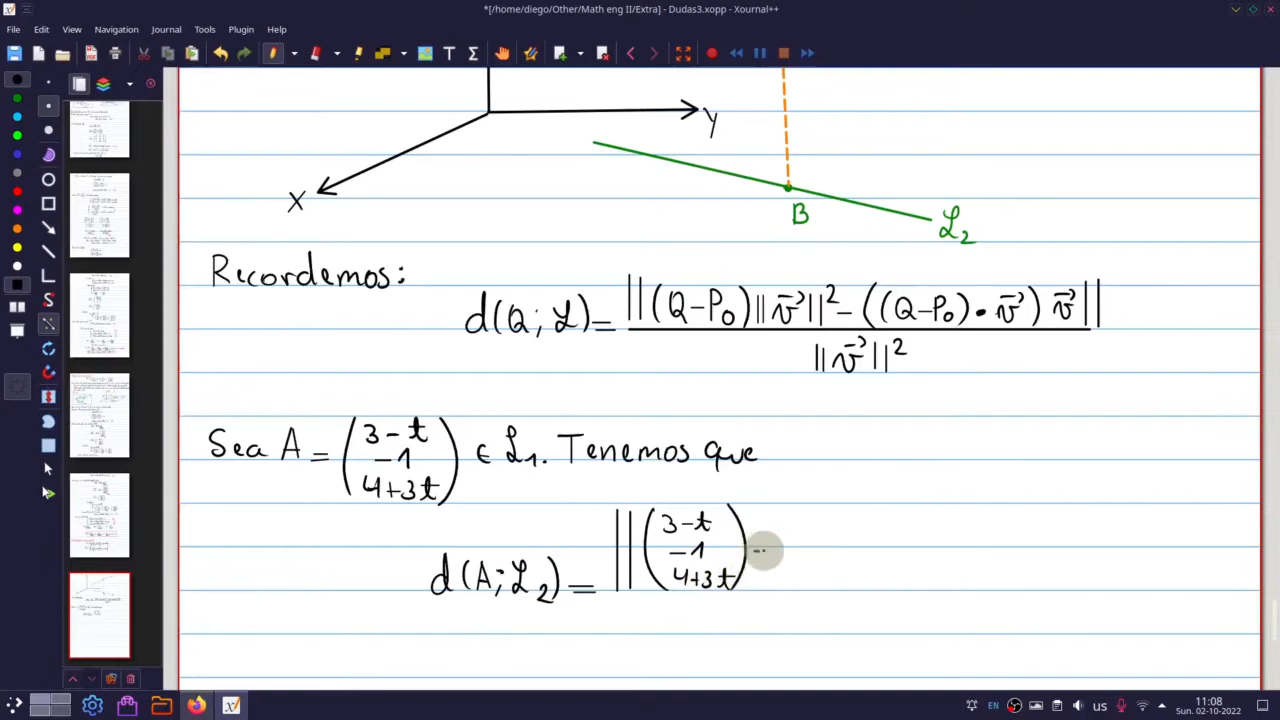 *[/home/diego/Other/Math eng II/Extra] - Dudas3.xopp - Xournal++
File Edit View Navigation Journal Tools Plugin Help
Y
X
B
ℒ₂
Recordemos:
d(Q; ℒ) = ||(Q-P₀)||v⃗||² - ((Q-P₀)•v⃗) v⃗|| / ||v⃗||²
Sea A = (3-t, -1, 4+3t) ∈ ℒ₁. Tenemos que
d(A; ℒ₂) = ||(3-t, -1, 4+3t) -
EN us 11:08
Sun. 02-10-2022